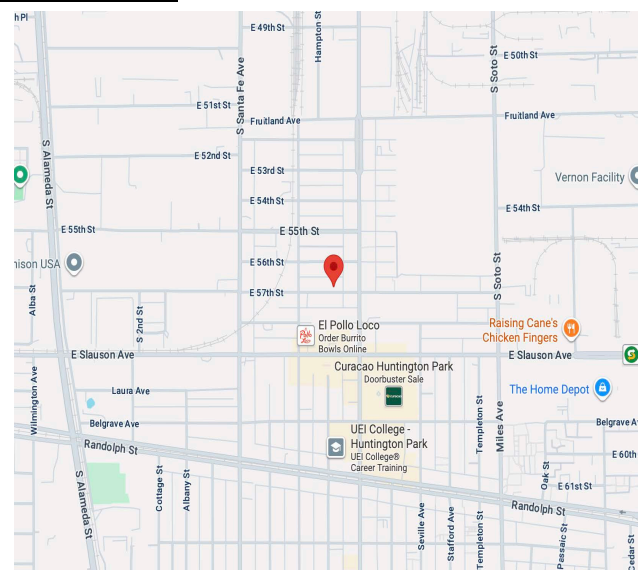 h Pl
E 49th St
Hampton St
E 50th St
S Soto St
S Santa Fe Ave
E 51st St
Fruitland Ave
Fruitland Ave
S Alameda St
E 52nd St
E 53rd St
Vernon Facility
E 54th St
E 54th St
E 55th St
E 55th St
nison USA
E 56th St
S Soto St
E 57th St
Alba St
S 2nd St
El Pollo Loco
Order Burrito
Bowls Online
Raising Cane's
Chicken Fingers
E Slauson Ave
E Slauson Ave
Curacao Huntington Park
Doorbuster Sale
The Home Depot
Laura Ave
Wilmington Ave
Templeton St
Miles Ave
Belgrave Ave
Belgrave A
UEI College -
Huntington Park
UEI College®
Career Training
Randolph St
E 60th
S Alameda St
Cottage St
Albany St
Oak St
E 61st St
Randolph St
Seville Ave
Stafford Ave
Templeton St
Passaic St
Cedar St